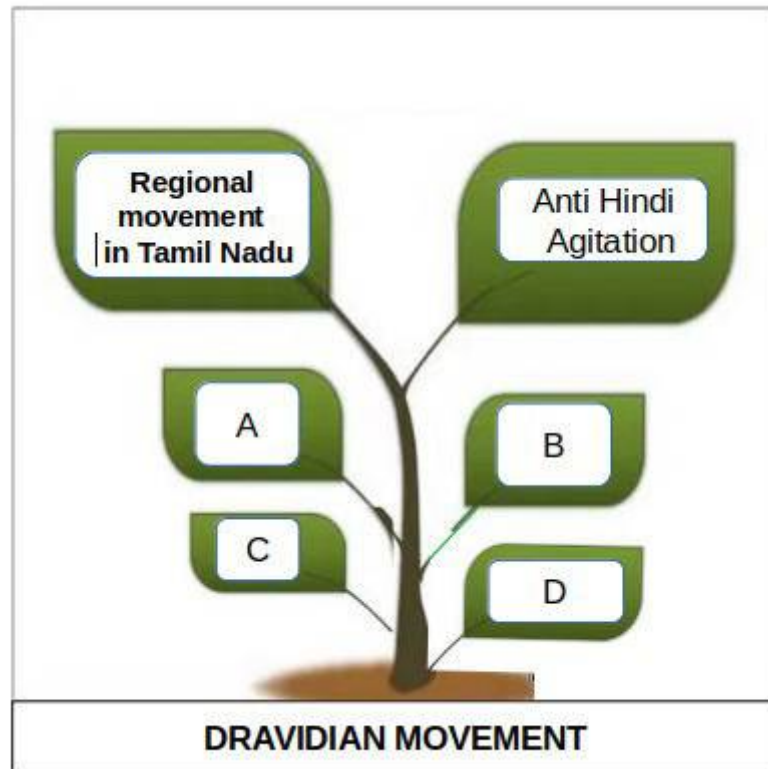 Regional
movement
in Tamil Nadu
Anti Hindi
Agitation
A
B
C
D
DRAVIDIAN MOVEMENT